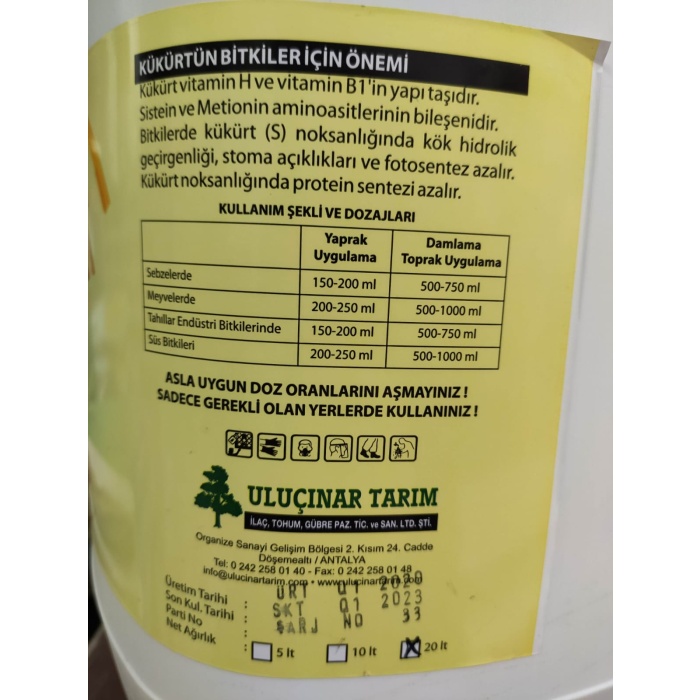 KÜKÜRTÜN BİTKİLER İÇİN ÖNEMİ
Kükürt vitamin H ve vitamin B1'in yapı taşıdır.
Sistein ve Metionin aminoasitlerinin bileşenidir.
Bitkilerde kükürt (S) noksanlığında kök hidrolik
geçirgenliği, stoma açıklıkları ve fotosentez azalır.
Kükürt noksanlığında protein sentezi azalır.
KULLANIM ŞEKLİ VE DOZAJLARI
Yaprak Uygulama Damlama Toprak Uygulama
Sebzelerde 150-200 ml 500-750 ml
Meyvelerde 200-250 ml 500-1000 ml
Tahıllar Endüstri Bitkilerinde 150-200 ml 500-750 ml
Süs Bitkileri 200-250 ml 500-1000 ml
ASLA UYGUN DOZ ORANLARINI AŞMAYINIZ !
SADECE GEREKLİ OLAN YERLERDE KULLANINIZ !
ULUÇINAR TARIM
İLAÇ, TOHUM, GÜBRE PAZ. TİC. ve SAN. LTD. ŞTİ.
Organize Sanayi Gelişim Bölgesi 2. Kısım 24. Cadde
Döşemealtı / ANTALYA
Tel: 0 242 258 01 40 - Fax: 0 242 258 01 48
info@ulucinartarim.com • www.ulucinartarim.com
Üretim Tarihi : ÜRT 01 2020
Son Kul. Tarihi : SKT 01 2023
Parti No : ŞARJ NO 33
Net Ağırlık : 5 lt 10 lt 20 lt